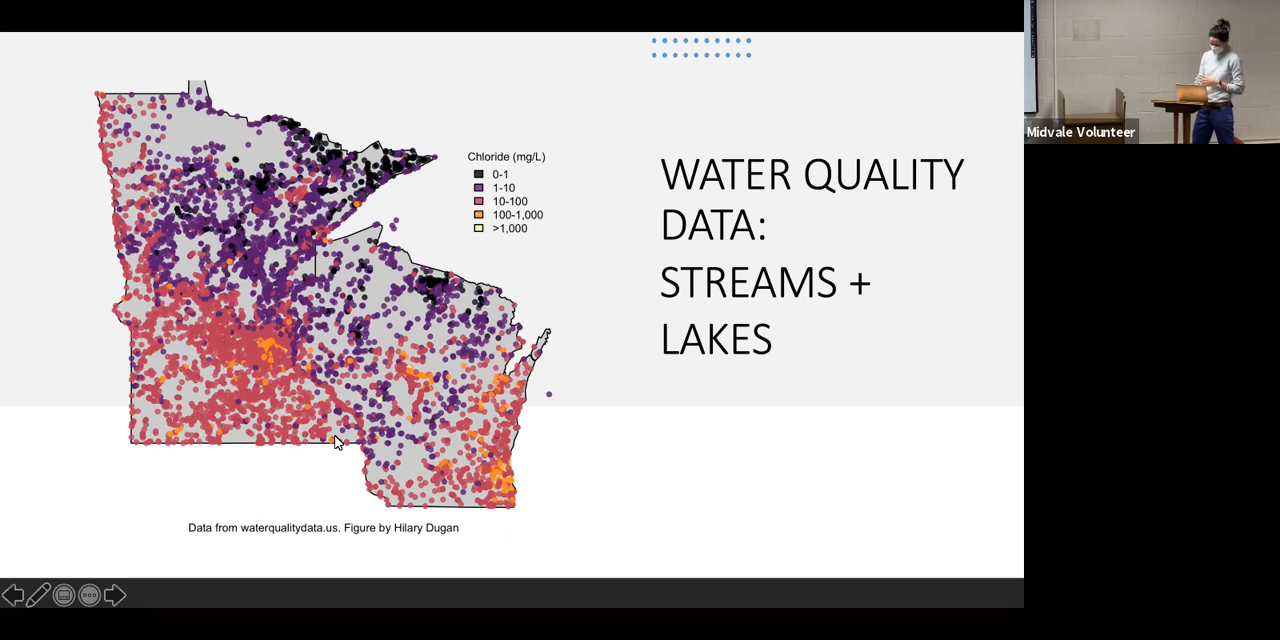 Chloride (mg/L)
0-1
1-10
10-100
100-1,000
>1,000
Data from waterqualitydata.us. Figure by Hilary Dugan
WATER QUALITY
DATA:
STREAMS +
LAKES
Midvale Volunteer